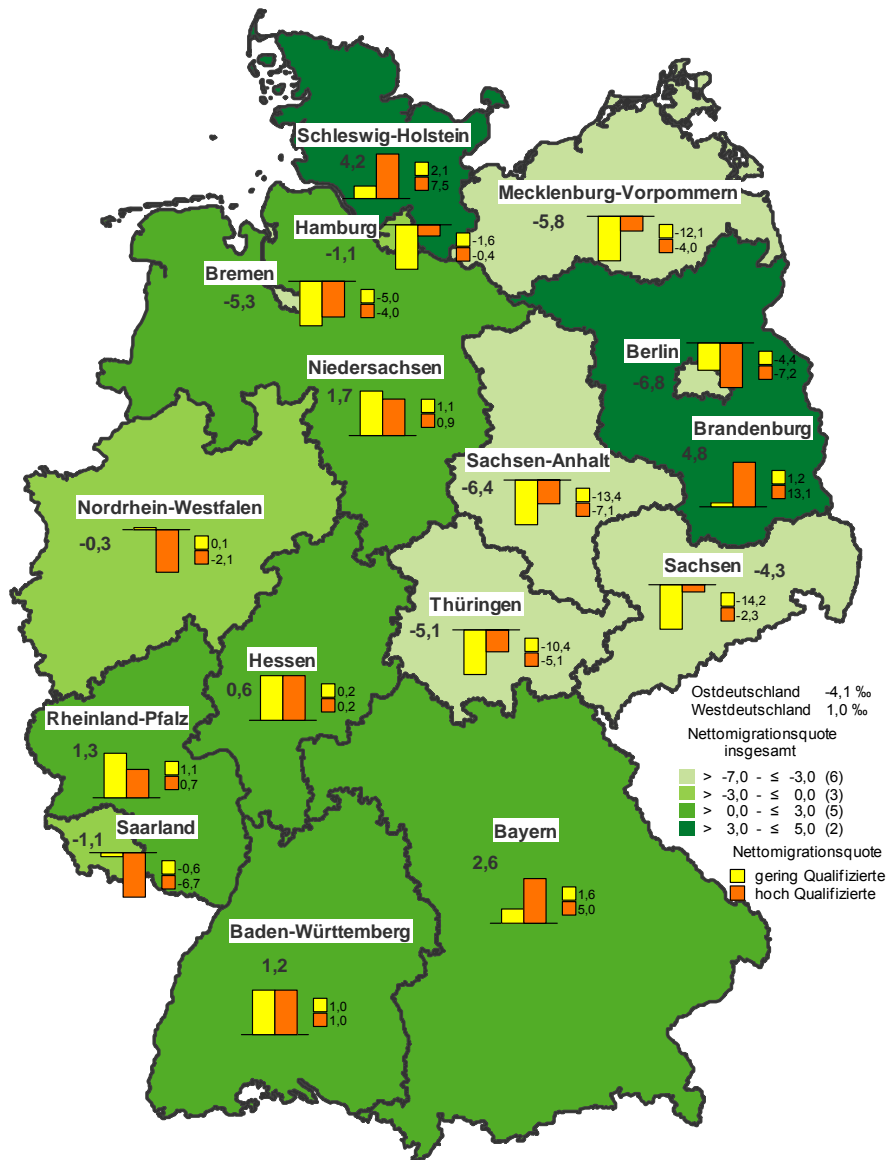 Schleswig-Holstein
4,2
2,1
7,5
Mecklenburg-Vorpommern
-5,8
-12,1
-4,0
Hamburg
-1,1
-1,6
-0,4
Bremen
-5,3
-5,0
-4,0
Berlin
-6,8
-4,4
-7,2
Niedersachsen
1,7
1,1
0,9
Brandenburg
4,8
1,2
13,1
Sachsen-Anhalt
-6,4
-13,4
-7,1
Nordrhein-Westfalen
-0,3
0,1
-2,1
Sachsen
-4,3
-14,2
-2,3
Thüringen
-5,1
-10,4
-5,1
Hessen
0,6
0,2
0,2
Rheinland-Pfalz
1,3
1,1
0,7
Saarland
-1,1
-0,6
-6,7
Bayern
2,6
1,6
5,0
Baden-Württemberg
1,2
1,0
1,0
Ostdeutschland -4,1 ‰
Westdeutschland 1,0 ‰
Nettomigrationsquote
insgesamt
> -7,0 - ≤ -3,0 (6)
> -3,0 - ≤ 0,0 (3)
> 0,0 - ≤ 3,0 (5)
> 3,0 - ≤ 5,0 (2)
Nettomigrationsquote
gering Qualifizierte
hoch Qualifizierte